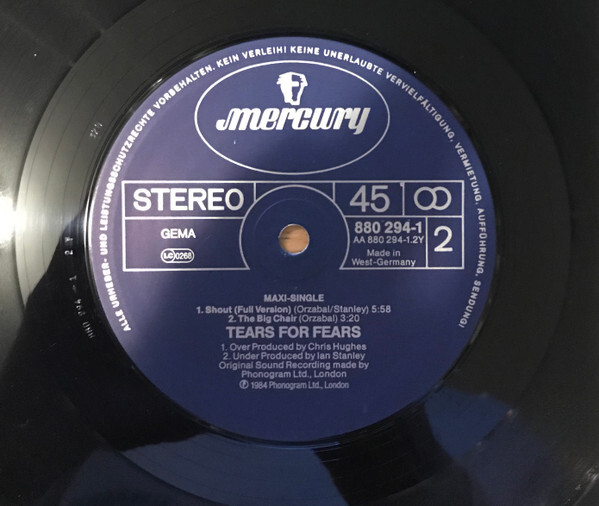 ALLE URHEBER- UND LEISTUNGSSCHUTZRECHTE VORBEHALTEN. KEIN VERLEIH! KEINE UNERLAUBTE VERVIELFÄLTIGUNG, VERMIETUNG, AUFFÜHRUNG, SENDUNG!
mercury
STEREO
45
GEMA
LC 0268
880 294-1
AA 880 294-1.2Y
Made in
West-Germany
2
MAXI-SINGLE
1. Shout (Full Version) (Orzabal/Stanley) 5:58
2. The Big Chair (Orzabal) 3:20
TEARS FOR FEARS
1. Over Produced by Chris Hughes
2. Under Produced by Ian Stanley
Original Sound Recording made by
Phonogram Ltd., London
℗ 1984 Phonogram Ltd., London